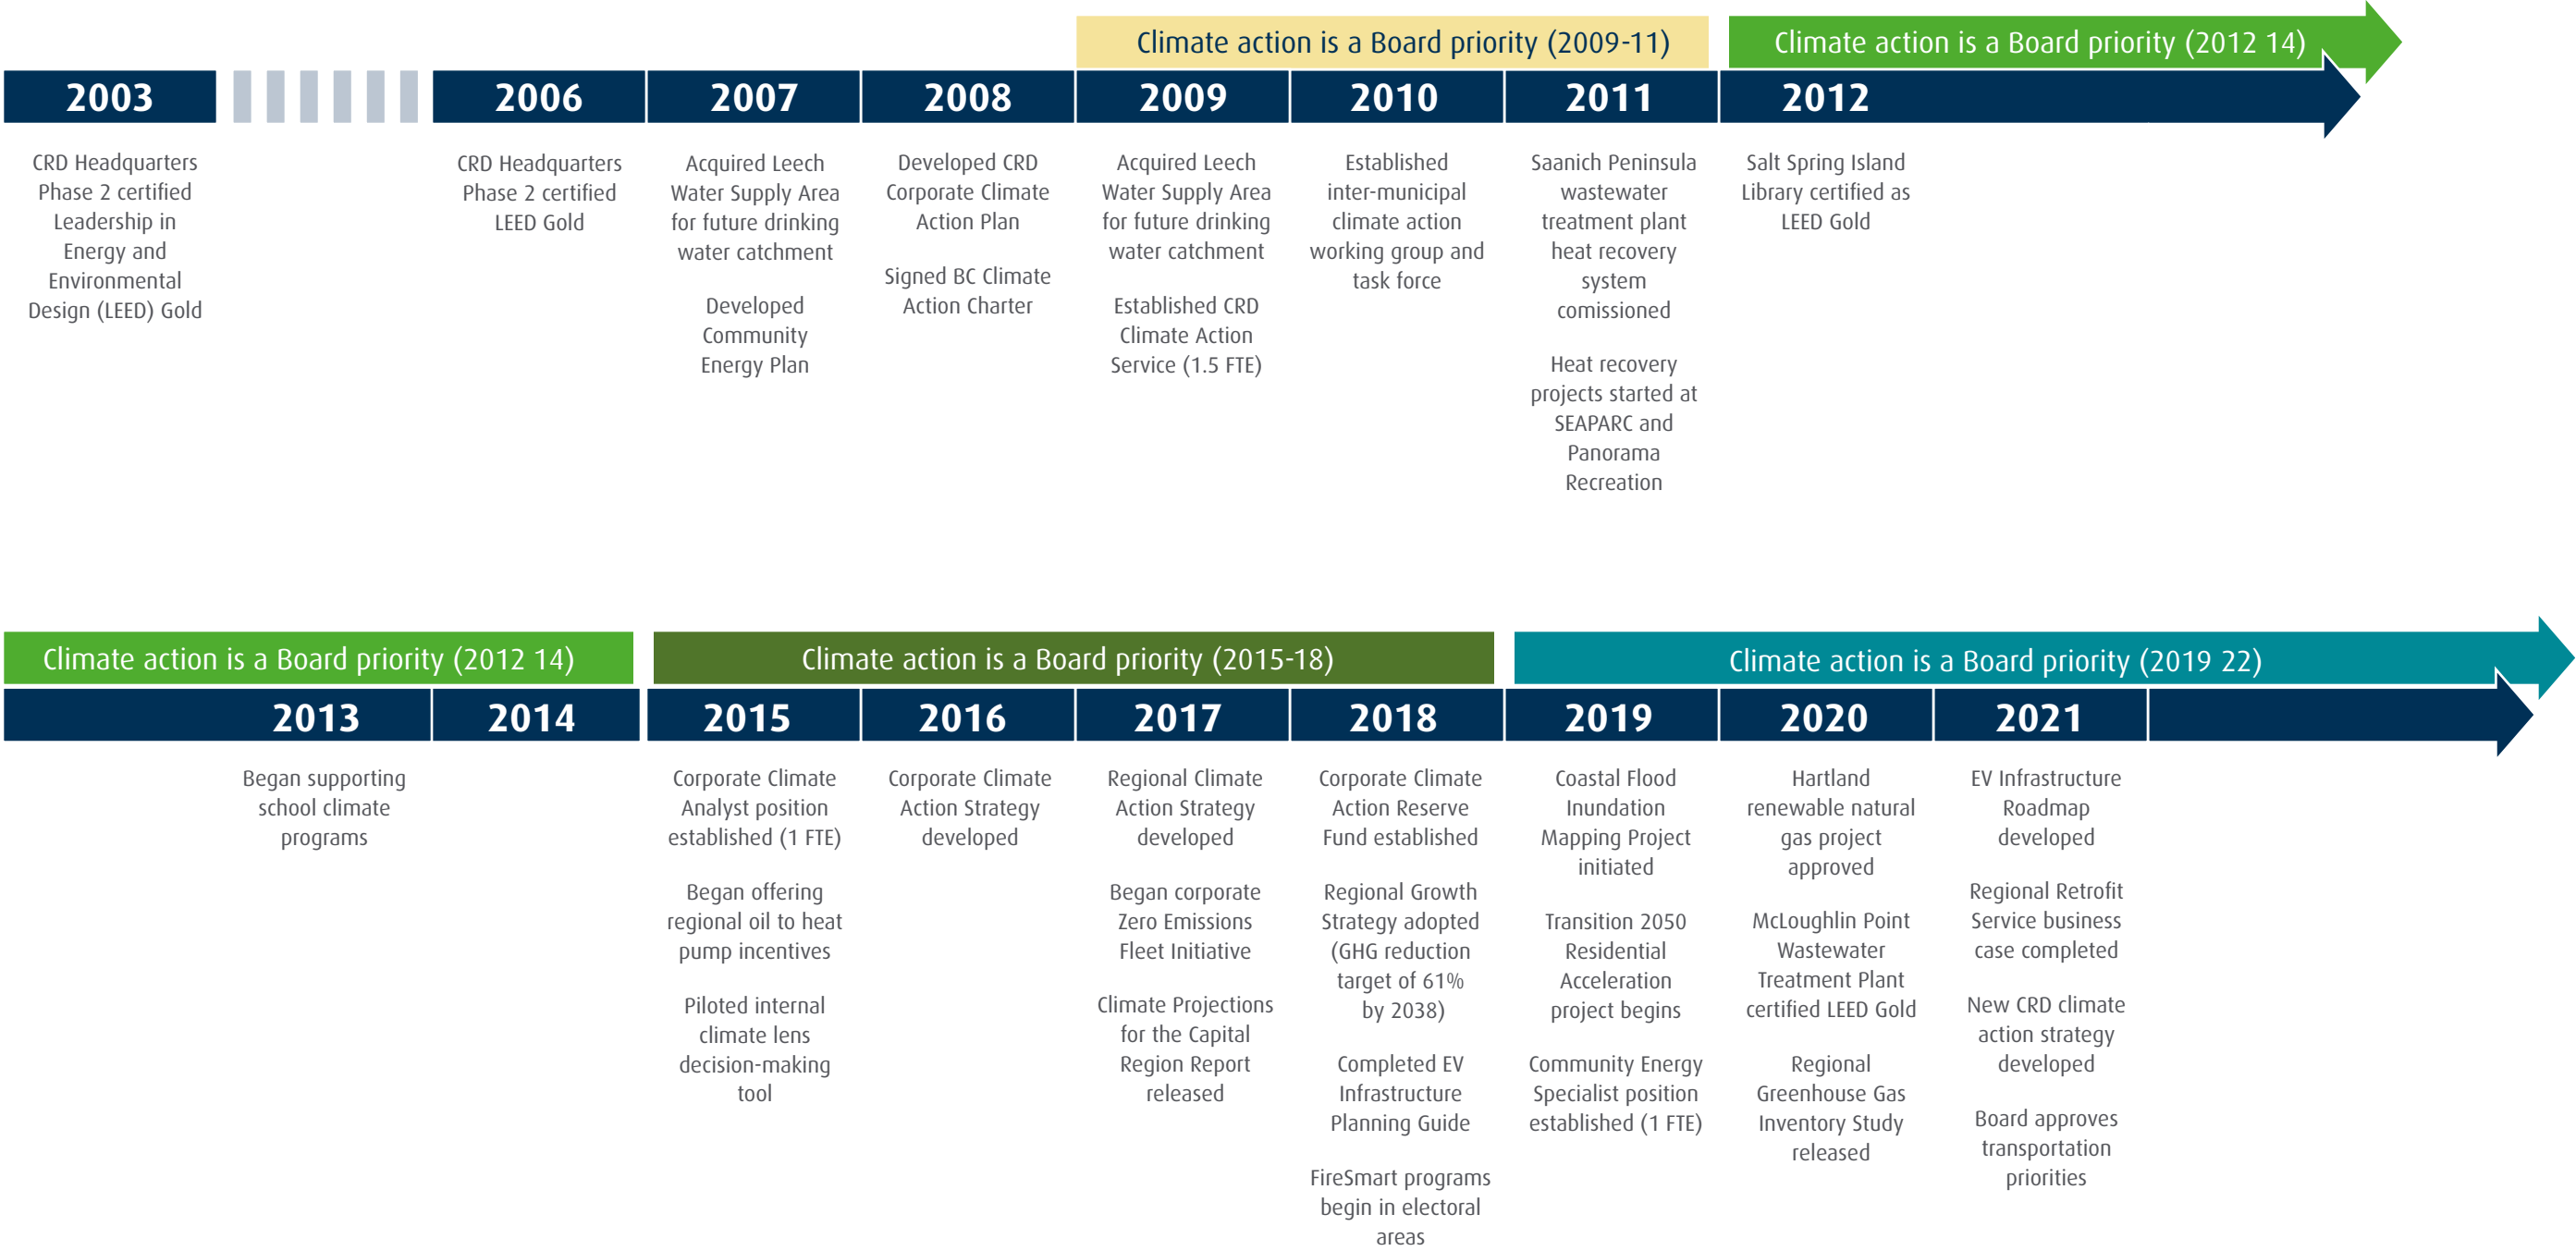 Climate action is a Board priority (2009-11)
Climate action is a Board priority (2012 14)
2003
2006
2007
2008
2009
2010
2011
2012
CRD Headquarters
Phase 2 certified
Leadership in
Energy and
Environmental
Design (LEED) Gold
CRD Headquarters
Phase 2 certified
LEED Gold
Acquired Leech
Water Supply Area
for future drinking
water catchment
Developed
Community
Energy Plan
Developed CRD
Corporate Climate
Action Plan
Signed BC Climate
Action Charter
Acquired Leech
Water Supply Area
for future drinking
water catchment
Established CRD
Climate Action
Service (1.5 FTE)
Established
inter-municipal
climate action
working group and
task force
Saanich Peninsula
wastewater
treatment plant
heat recovery
system
comissioned
Heat recovery
projects started at
SEAPARC and
Panorama
Recreation
Salt Spring Island
Library certified as
LEED Gold
Climate action is a Board priority (2012 14)
Climate action is a Board priority (2015-18)
Climate action is a Board priority (2019 22)
2013
2014
2015
2016
2017
2018
2019
2020
2021
Began supporting
school climate
programs
Corporate Climate
Analyst position
established (1 FTE)
Began offering
regional oil to heat
pump incentives
Piloted internal
climate lens
decision-making
tool
Corporate Climate
Action Strategy
developed
Regional Climate
Action Strategy
developed
Began corporate
Zero Emissions
Fleet Initiative
Climate Projections
for the Capital
Region Report
released
Corporate Climate
Action Reserve
Fund established
Regional Growth
Strategy adopted
(GHG reduction
target of 61%
by 2038)
Completed EV
Infrastructure
Planning Guide
FireSmart programs
begin in electoral
areas
Coastal Flood
Inundation
Mapping Project
initiated
Transition 2050
Residential
Acceleration
project begins
Community Energy
Specialist position
established (1 FTE)
Hartland
renewable natural
gas project
approved
McLoughlin Point
Wastewater
Treatment Plant
certified LEED Gold
Regional
Greenhouse Gas
Inventory Study
released
EV Infrastructure
Roadmap
developed
Regional Retrofit
Service business
case completed
New CRD climate
action strategy
developed
Board approves
transportation
priorities